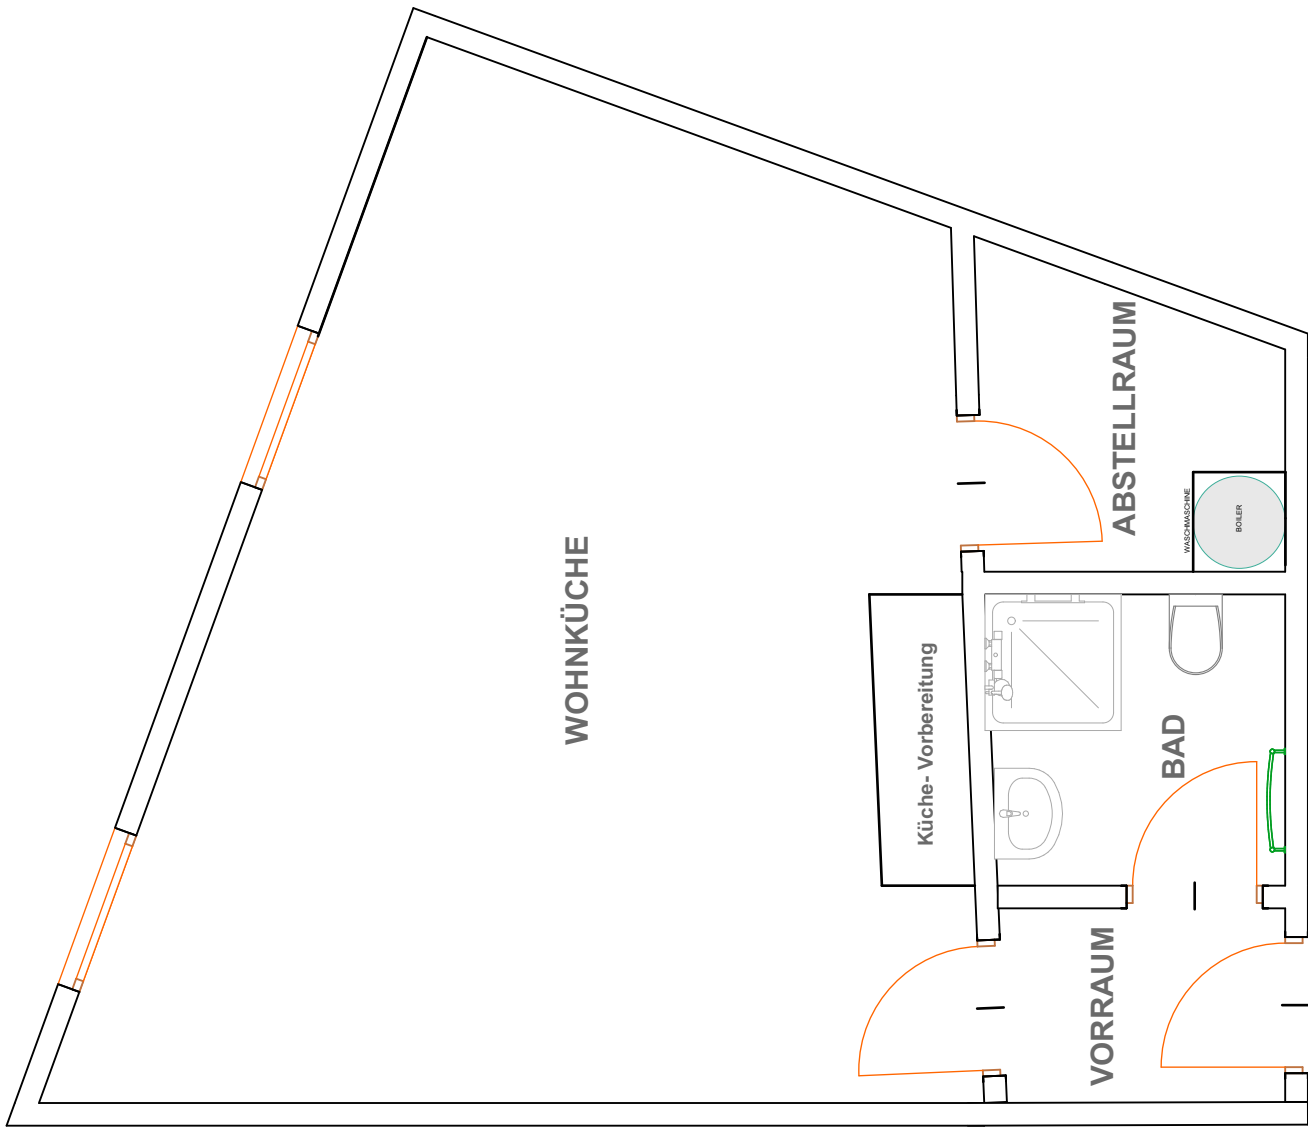 WOHNKÜCHE
Küche- Vorbereitung
ABSTELLRAUM
WASCHMASCHINE
BOILER
BAD
VORRAUM